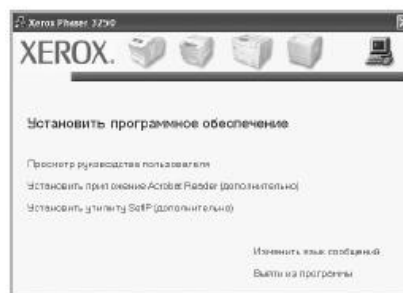 Xerox Phaser 3250
XEROX.
Установить программное обеспечение
Просмотр руководства пользователя
Установить приложение Acrobat Reader (дополнительно)
Установить утилиту SetIP (дополнительно)
Изменить язык сообщений
Выйти из программы